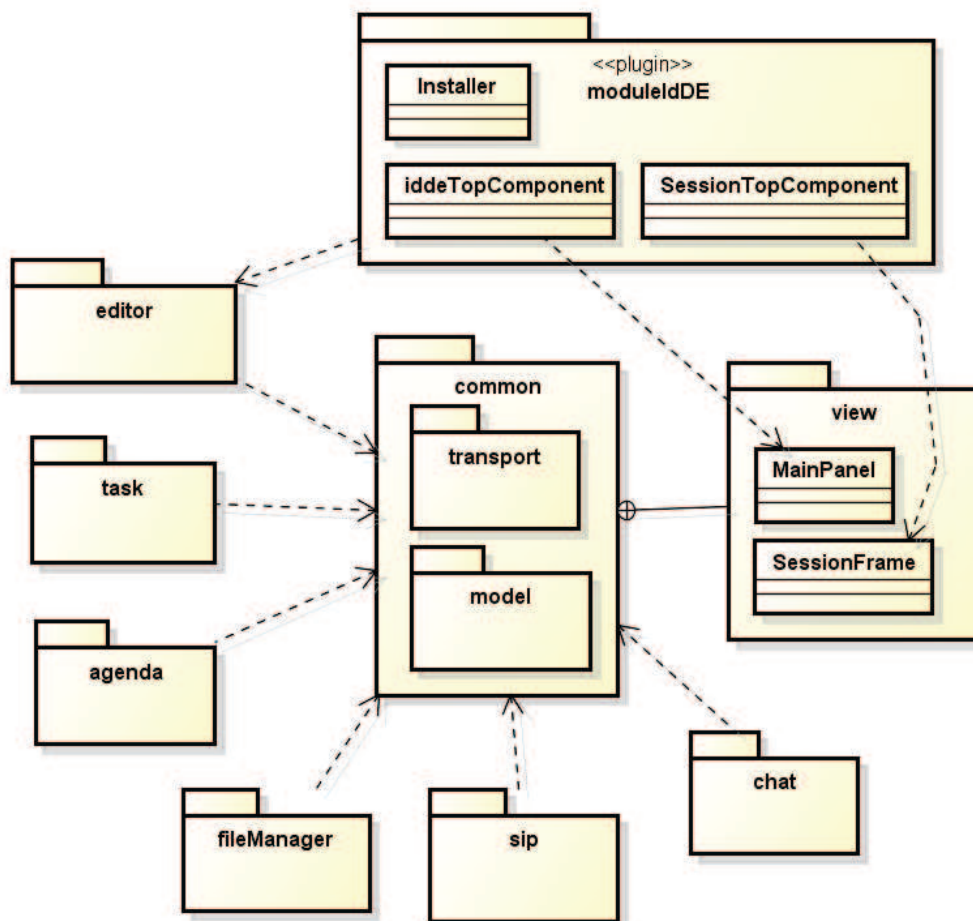 <<plugin>>
moduleIdDE
Installer
iddeTopComponent
SessionTopComponent
editor
common
view
transport
MainPanel
task
SessionFrame
model
agenda
chat
fileManager
sip